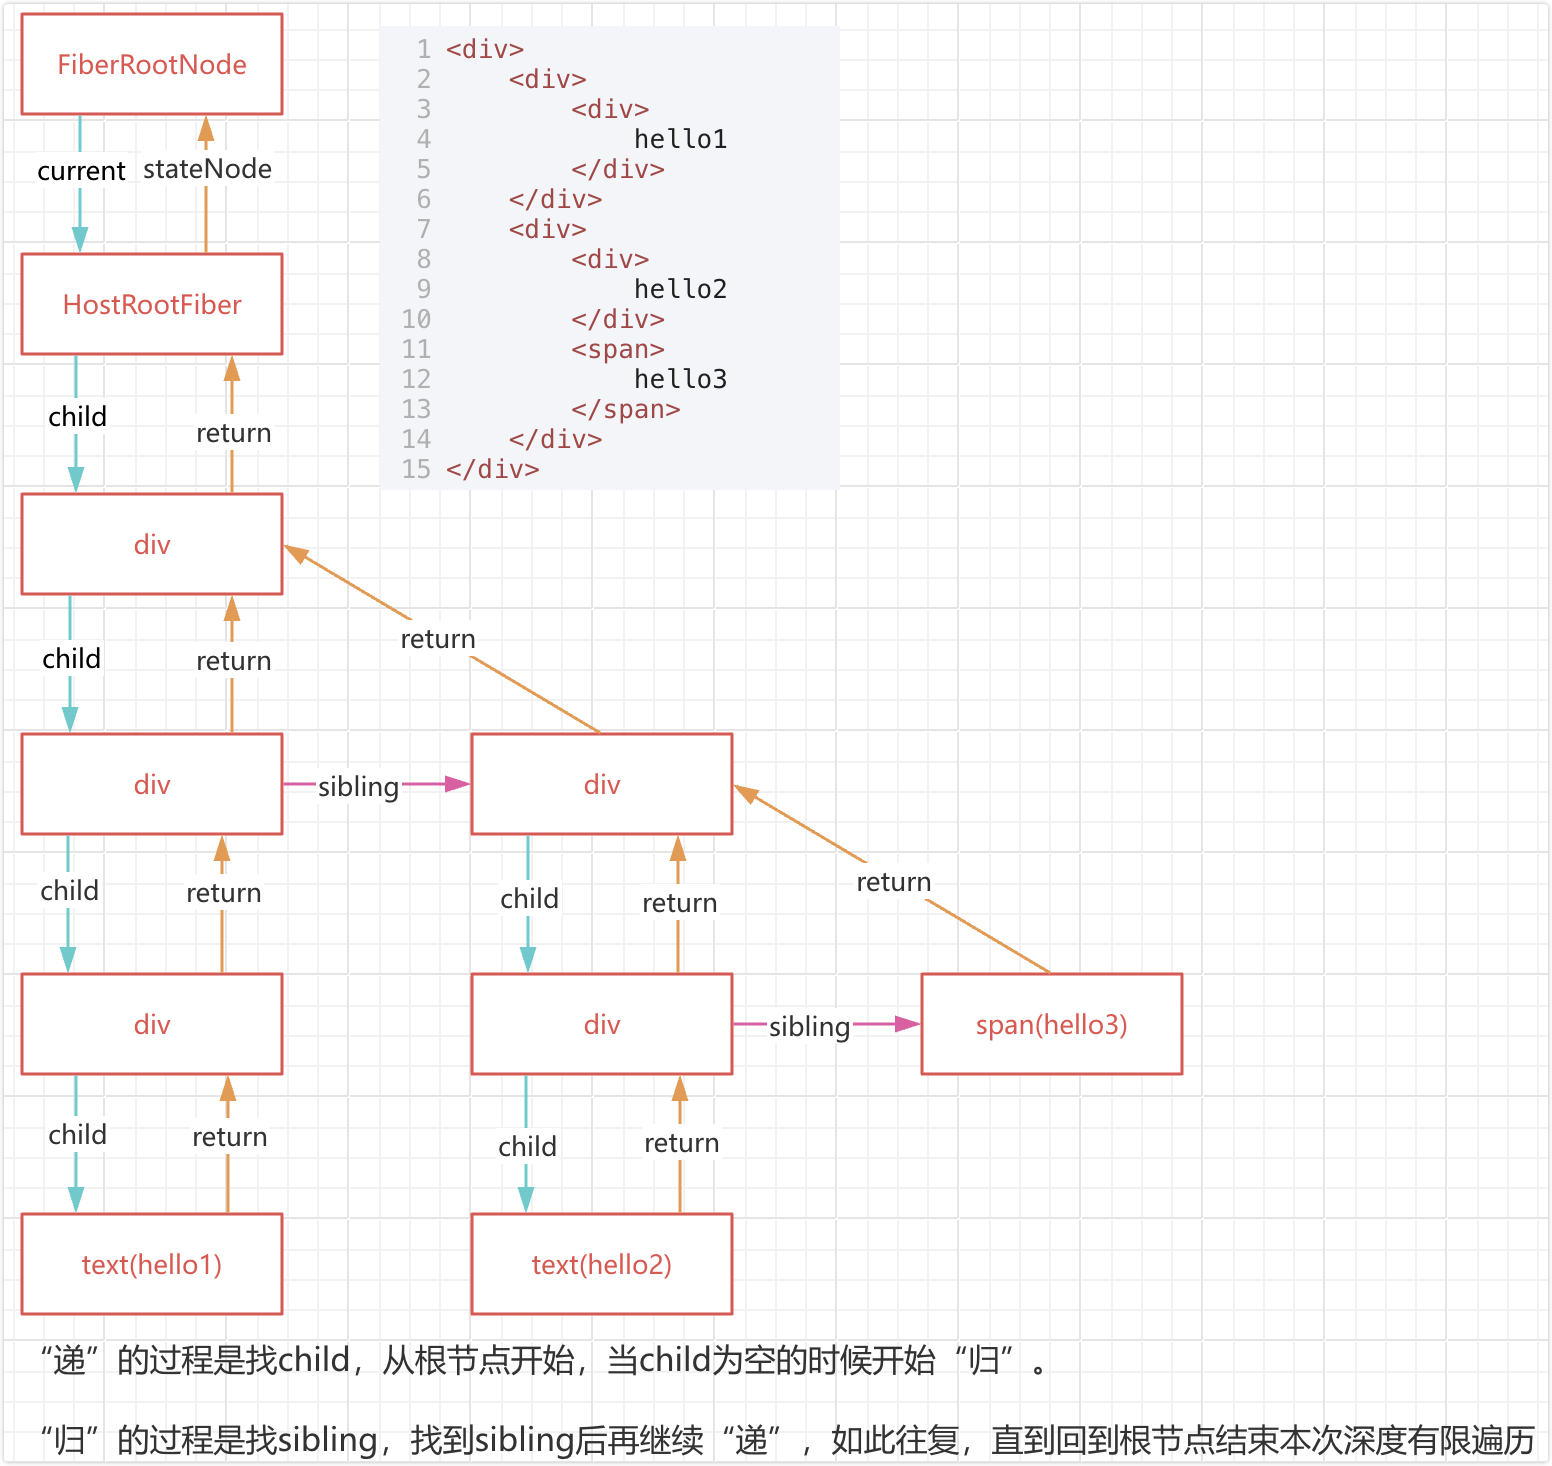 FiberRootNode
current
stateNode
HostRootFiber
1 <div>
2     <div>
3         <div>
4             hello1
5         </div>
6     </div>
7     <div>
8         <div>
9             hello2
10         </div>
11         <span>
12             hello3
13         </span>
14     </div>
15 </div>
child
return
div
child
return
return
div
sibling
div
child
return
child
return
return
div
div
sibling
span(hello3)
child
return
child
return
text(hello1)
text(hello2)
“递”的过程是找child，从根节点开始，当child为空的时候开始“归”。
“归”的过程是找sibling，找到sibling后再继续“递”，如此往复，直到回到根节点结束本次深度有限遍历